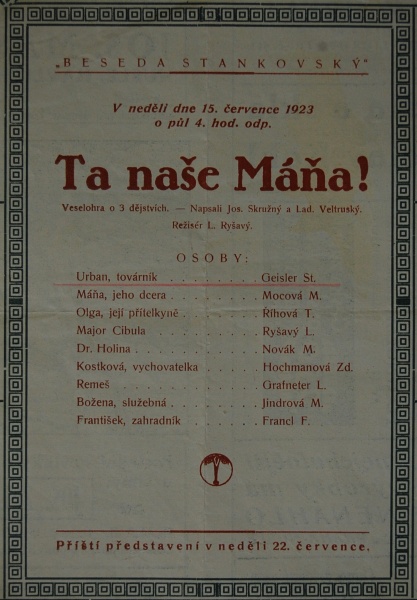 „BESEDA STANKOVSKÝ“
V neděli dne 15. července 1923
o půl 4. hod. odp.
Ta naše Máňa!
Veselohra o 3 dějstvích. — Napsali Jos. Skružný a Lad. Veltruský.
Režisér L. Ryšavý.
OSOBY:
Urban, továrník . . . . . . . . . Geisler St.
Máňa, jeho dcera . . . . . . . . Mocová M.
Olga, její přítelkyně . . . . . . . Říhová T.
Major Cibula . . . . . . . . . . Ryšavý L.
Dr. Holina . . . . . . . . . . . Novák M.
Kostková, vychovatelka . . . . . . Hochmanová Zd.
Remeš . . . . . . . . . . . . Grafneter L.
Božena, služebná . . . . . . . . Jindrová M.
František, zahradník . . . . . . . Francl F.
Příští představení v neděli 22. července.